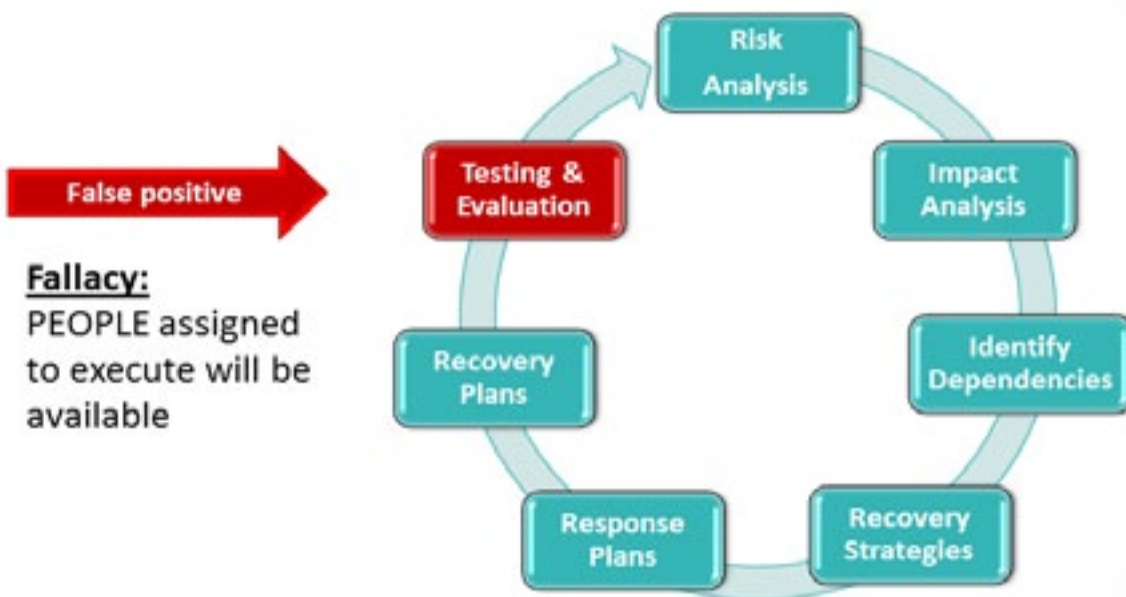 Risk
Analysis
Impact
Analysis
Identify
Dependencies
Recovery
Strategies
Response
Plans
Recovery
Plans
Testing &
Evaluation
False positive
Fallacy:
PEOPLE assigned
to execute will be
available